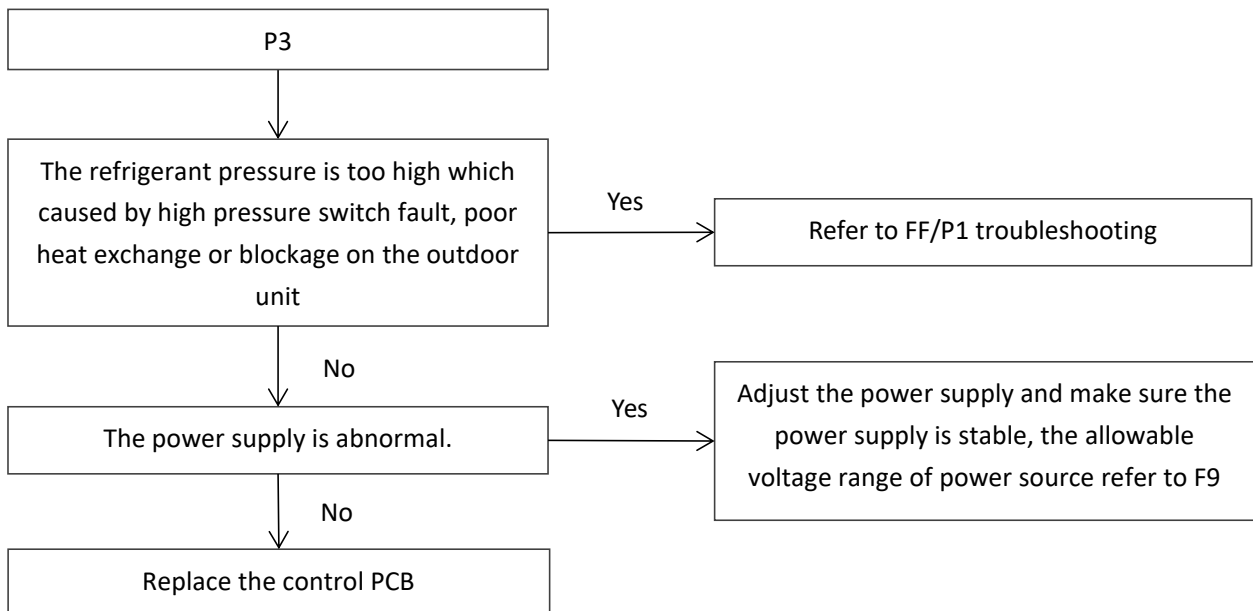 P3
The refrigerant pressure is too high which
caused by high pressure switch fault, poor
heat exchange or blockage on the outdoor
unit
Yes
Refer to FF/P1 troubleshooting
No
The power supply is abnormal.
Yes
Adjust the power supply and make sure the
power supply is stable, the allowable
voltage range of power source refer to F9
No
Replace the control PCB